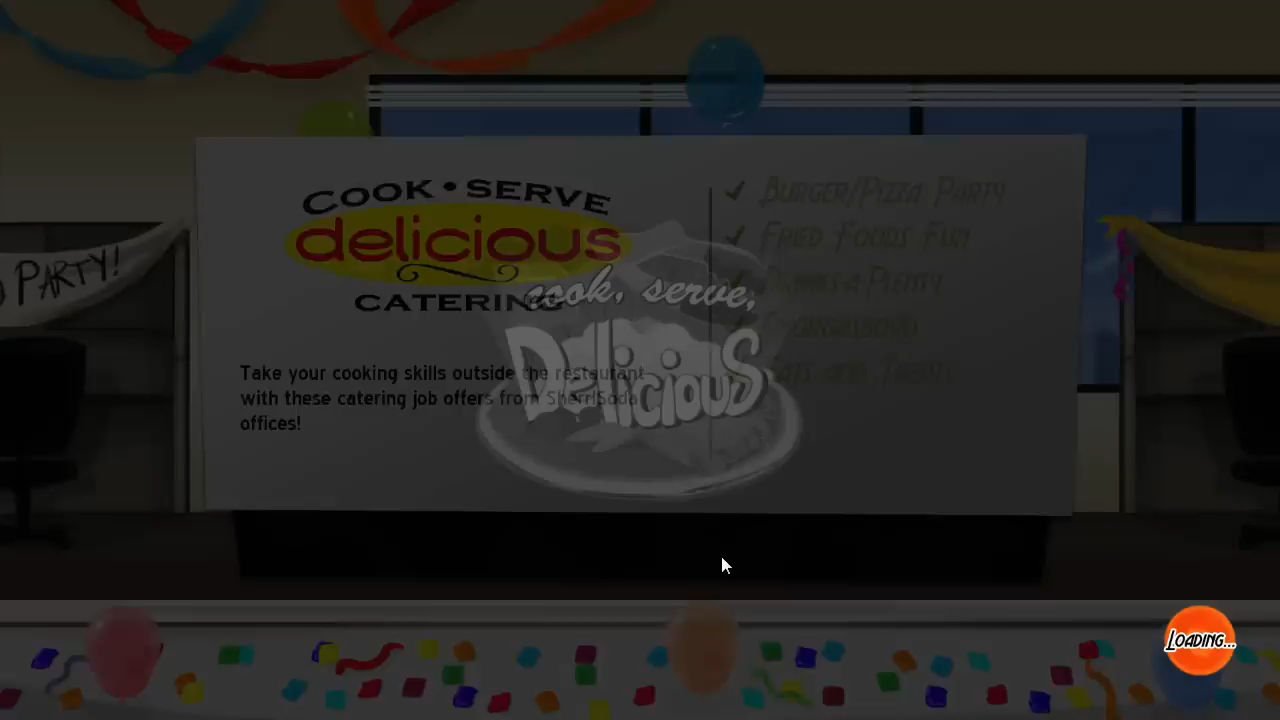 COOK • SERVE
delicious
CATERING
cook, serve,
Delicious
Take your cooking skills outside the restaurant
with these catering job offers from SherriSoda
offices!
BURGER/PIZZA PARTY
FRIED FOODS FUN
PARTY!
LOADING...